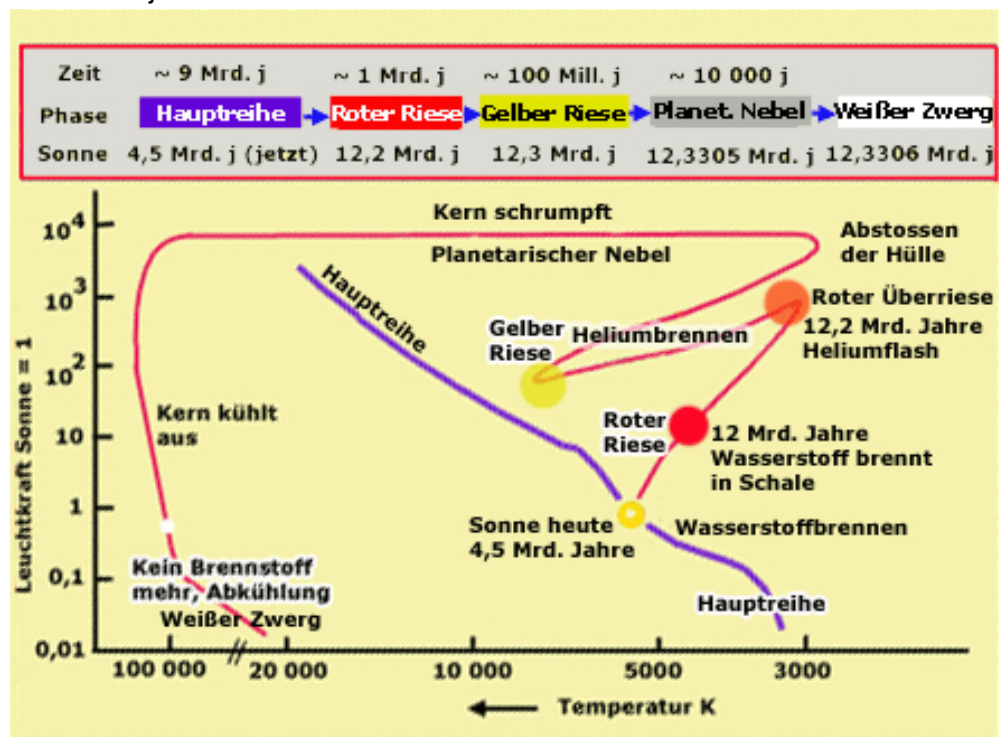 Zeit ~ 9 Mrd. j ~ 1 Mrd. j ~ 100 Mill. j ~ 10 000 j
Phase Hauptreihe Roter Riese Gelber Riese Planet. Nebel Weißer Zwerg
Sonne 4,5 Mrd. j (jetzt) 12,2 Mrd. j 12,3 Mrd. j 12,3305 Mrd. j 12,3306 Mrd. j
Leuchtkraft Sonne = 1
10⁴
10³
10²
10
1
0,1
0,01
Kern schrumpft
Planetarischer Nebel
Abstossen
der Hülle
Hauptreihe
Roter Überriese
12,2 Mrd. Jahre
Heliumflash
Gelber
Riese
Heliumbrennen
Kern kühlt
aus
Roter
Riese
12 Mrd. Jahre
Wasserstoff brennt
in Schale
Sonne heute
4,5 Mrd. Jahre
Wasserstoffbrennen
Kein Brennstoff
mehr, Abkühlung
Weißer Zwerg
Hauptreihe
100 000 // 20 000 10 000 5000 3000
Temperatur K